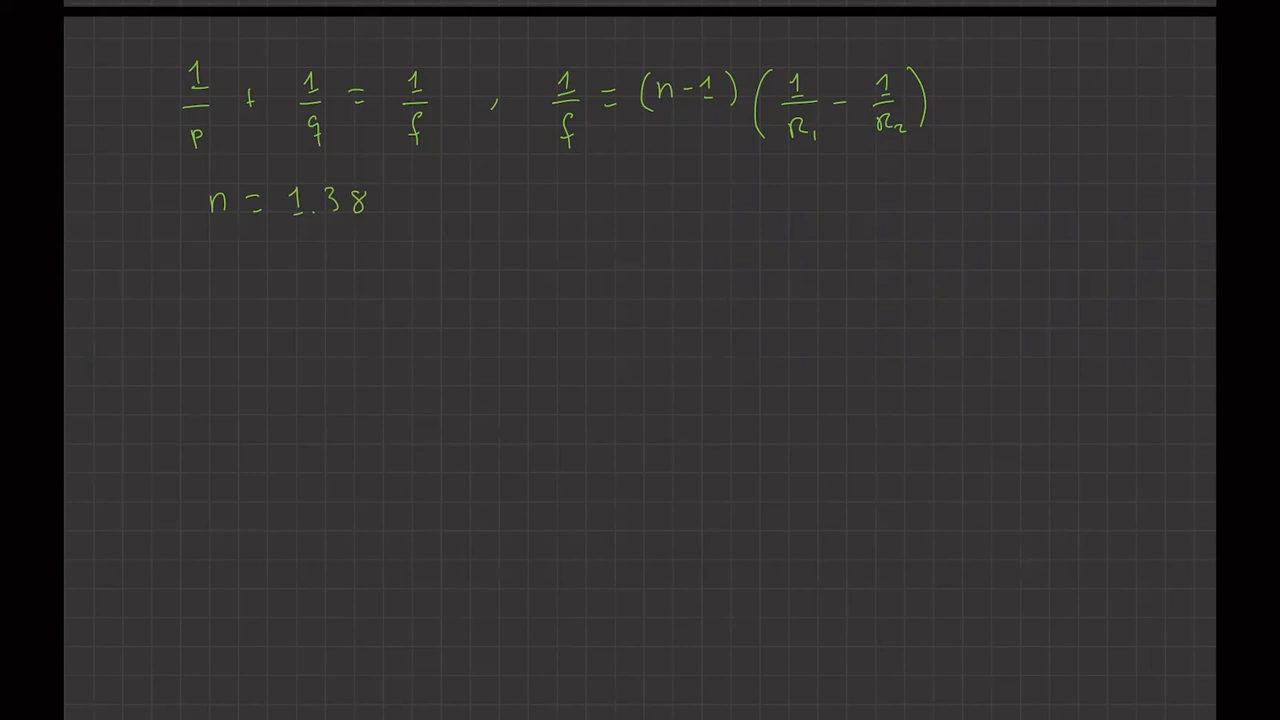 1/p + 1/q = 1/f , 1/f = (n-1) (1/R₁ - 1/R₂)
n = 1.38